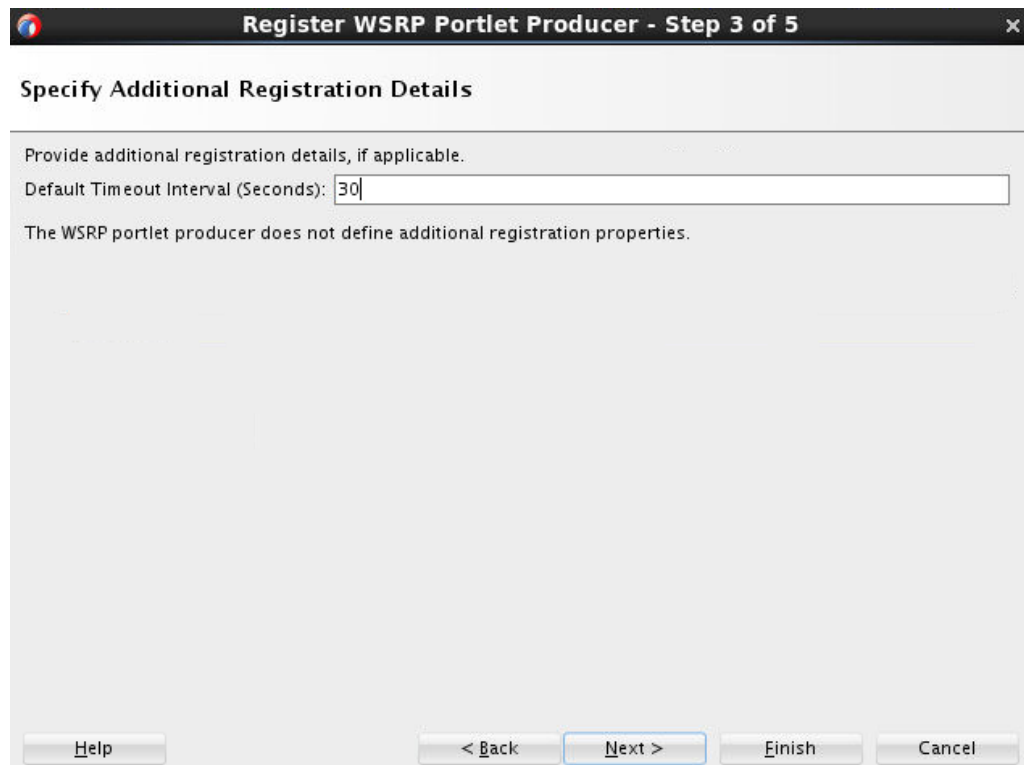 Register WSRP Portlet Producer - Step 3 of 5
Specify Additional Registration Details
Provide additional registration details, if applicable.
Default Timeout Interval (Seconds): 30
The WSRP portlet producer does not define additional registration properties.
Help < Back Next > Finish Cancel